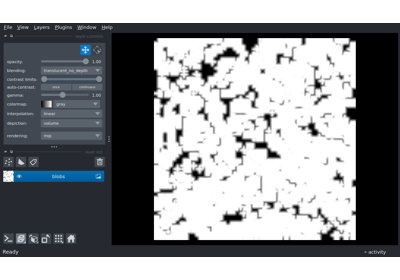 File View Layers Plugins Window Help
opacity: 1.00
blending: translucent_no_depth
contrast limits:
auto-contrast: once continuous
gamma: 1.00
colormap: gray
interpolation: linear
depiction: volume
rendering: mip
blobs
Ready activity